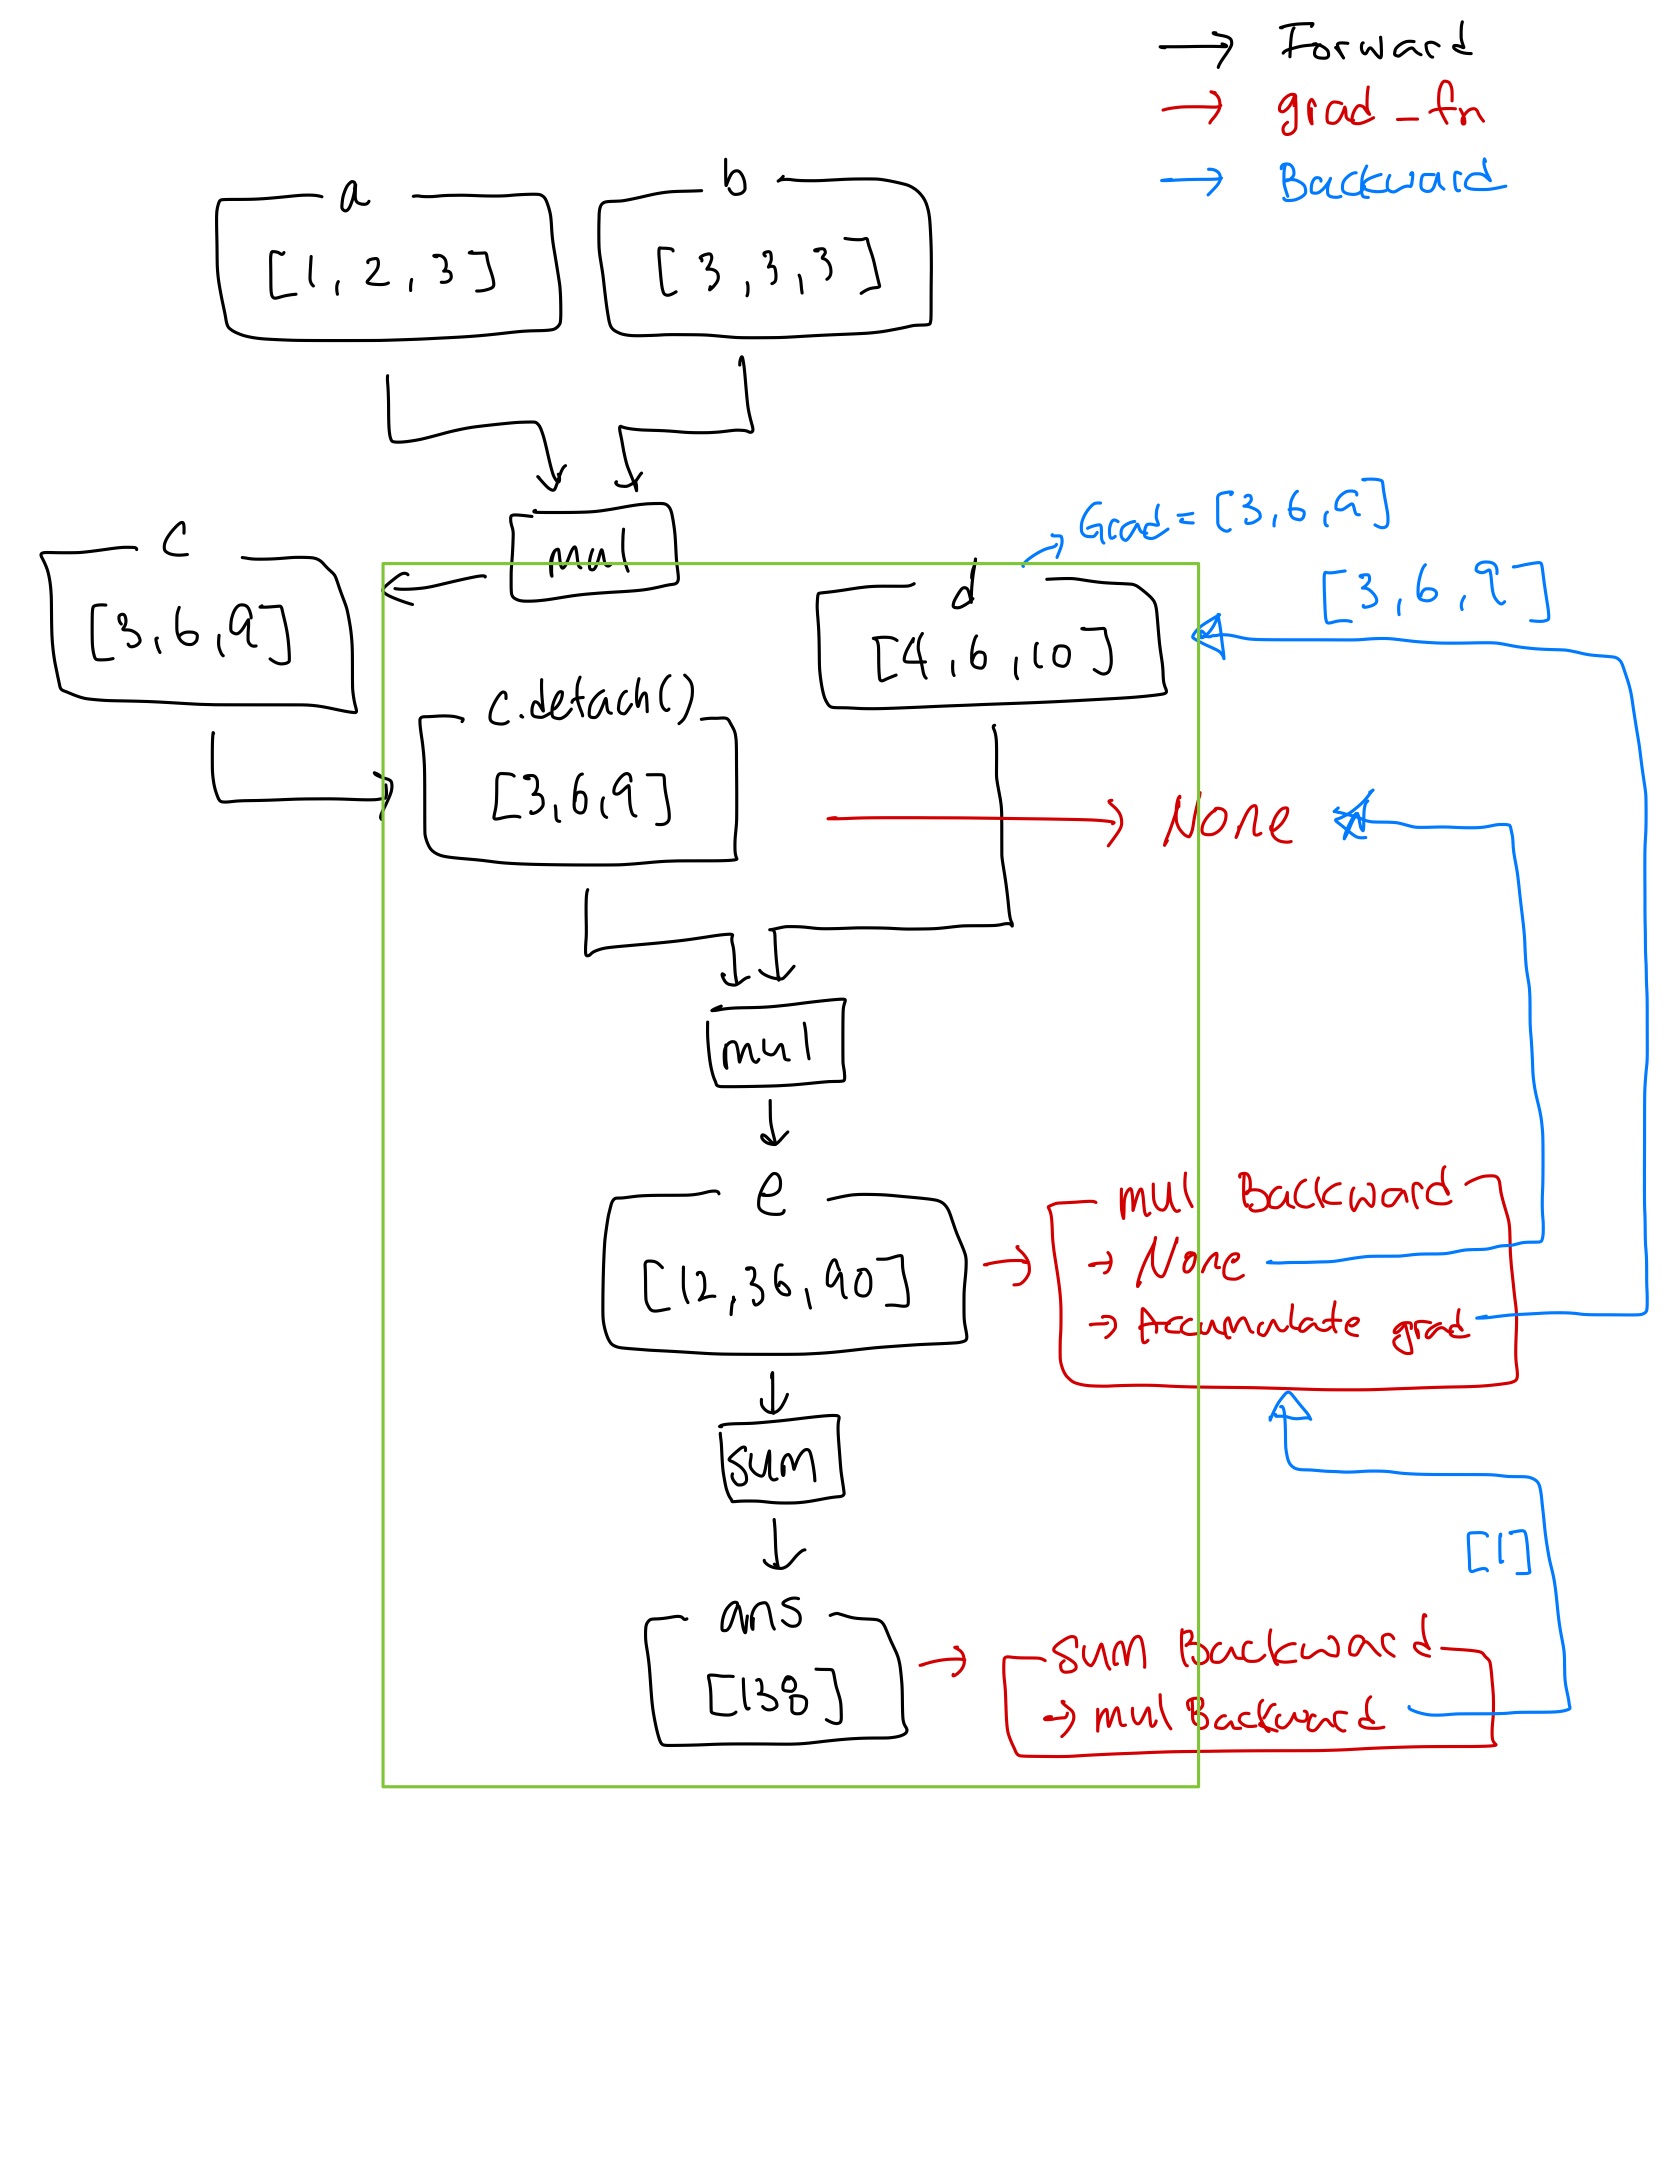 Forward
grad_fn
Backward
a
[1, 2, 3]
b
[3, 3, 3]
mul
c
[3, 6, 9]
Grad = [3, 6, 9]
[3, 6, 9]
d
[4, 6, 10]
c.detach()
[3, 6, 9]
None
mul
e
[12, 36, 90]
mul Backward
→ None
→ Accumulate grad
sum
[1]
ans
[138]
sum Backward
→ mul Backward